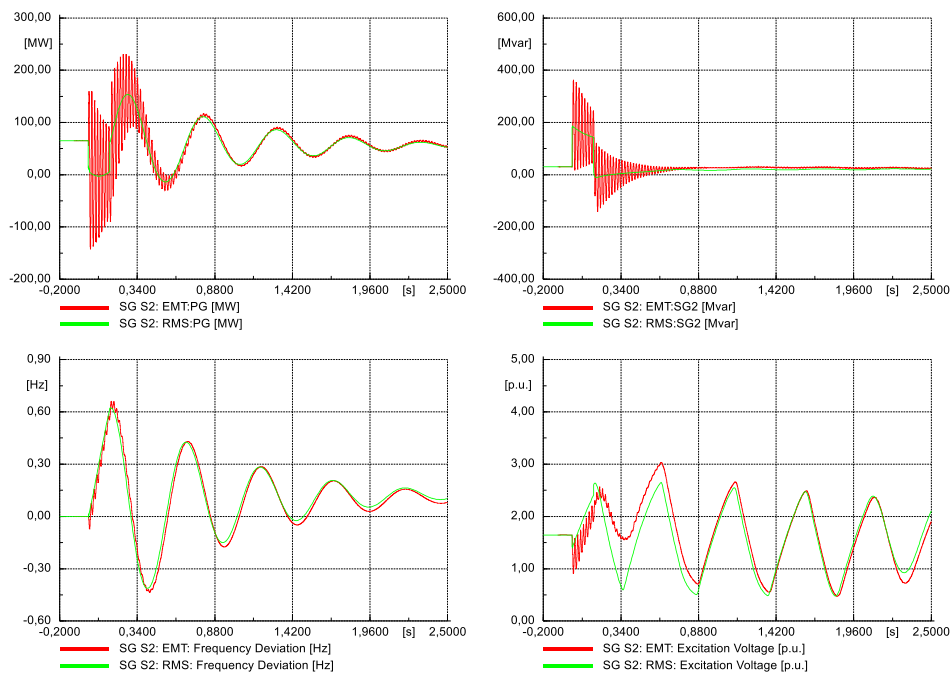 300,00
[MW]
200,00
100,00
0,00
-100,00
-200,00
-0,2000 0,3400 0,8800 1,4200 1,9600 [s] 2,5000
SG S2: EMT:PG [MW]
SG S2: RMS:PG [MW]
600,00
[Mvar]
400,00
200,00
0,00
-200,00
-400,00
-0,2000 0,3400 0,8800 1,4200 1,9600 [s] 2,5000
SG S2: EMT:SG2 [Mvar]
SG S2: RMS:SG2 [Mvar]
0,90
[Hz]
0,60
0,30
0,00
-0,30
-0,60
-0,2000 0,3400 0,8800 1,4200 1,9600 [s] 2,5000
SG S2: EMT: Frequency Deviation [Hz]
SG S2: RMS: Frequency Deviation [Hz]
5,00
[p.u.]
4,00
3,00
2,00
1,00
0,00
-0,2000 0,3400 0,8800 1,4200 1,9600 [s] 2,5000
SG S2: EMT: Excitation Voltage [p.u.]
SG S2: RMS: Excitation Voltage [p.u.]